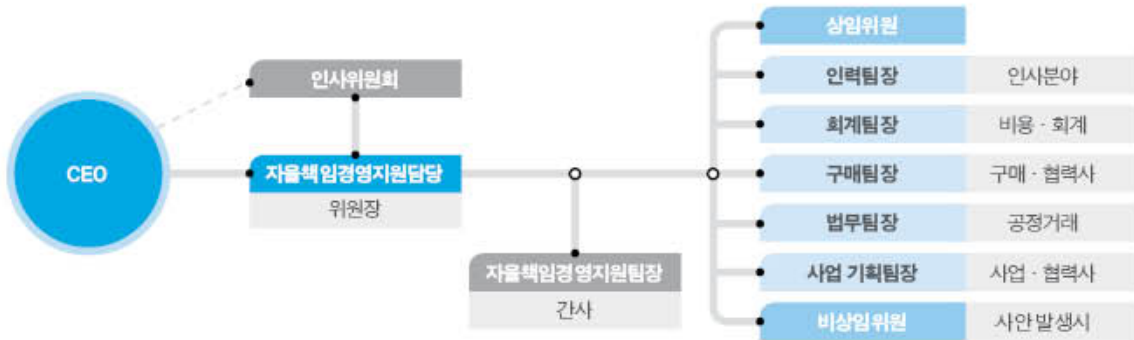 CEO
인사위원회
자율책임경영지원담당
위원장
자율책임경영지원팀장
간사
상임위원
인력팀장 인사분야
회계팀장 비용 · 회계
구매팀장 구매 · 협력사
법무팀장 공정거래
사업 기획팀장 사업 · 협력사
비상임위원 사안발생시